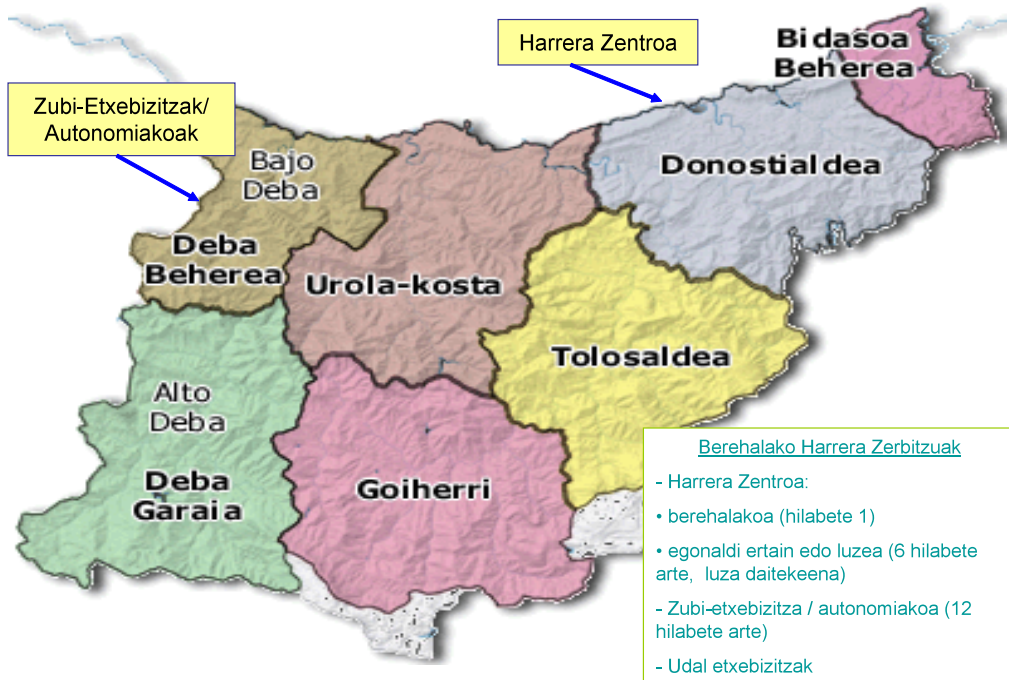 Harrera Zentroa
Bidasoa
Beherea
Zubi-Etxebizitzak/
Autonomiakoak
Bajo
Deba
Donostialdea
Deba
Beherea
Urola-kosta
Tolosaldea
Alto
Deba
Deba
Garaia
Goiherri
Berehalako Harrera Zerbitzuak
- Harrera Zentroa:
• berehalakoa (hilabete 1)
• egonaldi ertain edo luzea (6 hilabete
arte, luza daitekeena)
- Zubi-etxebizitza / autonomiakoa (12
hilabete arte)
- Udal etxebizitzak